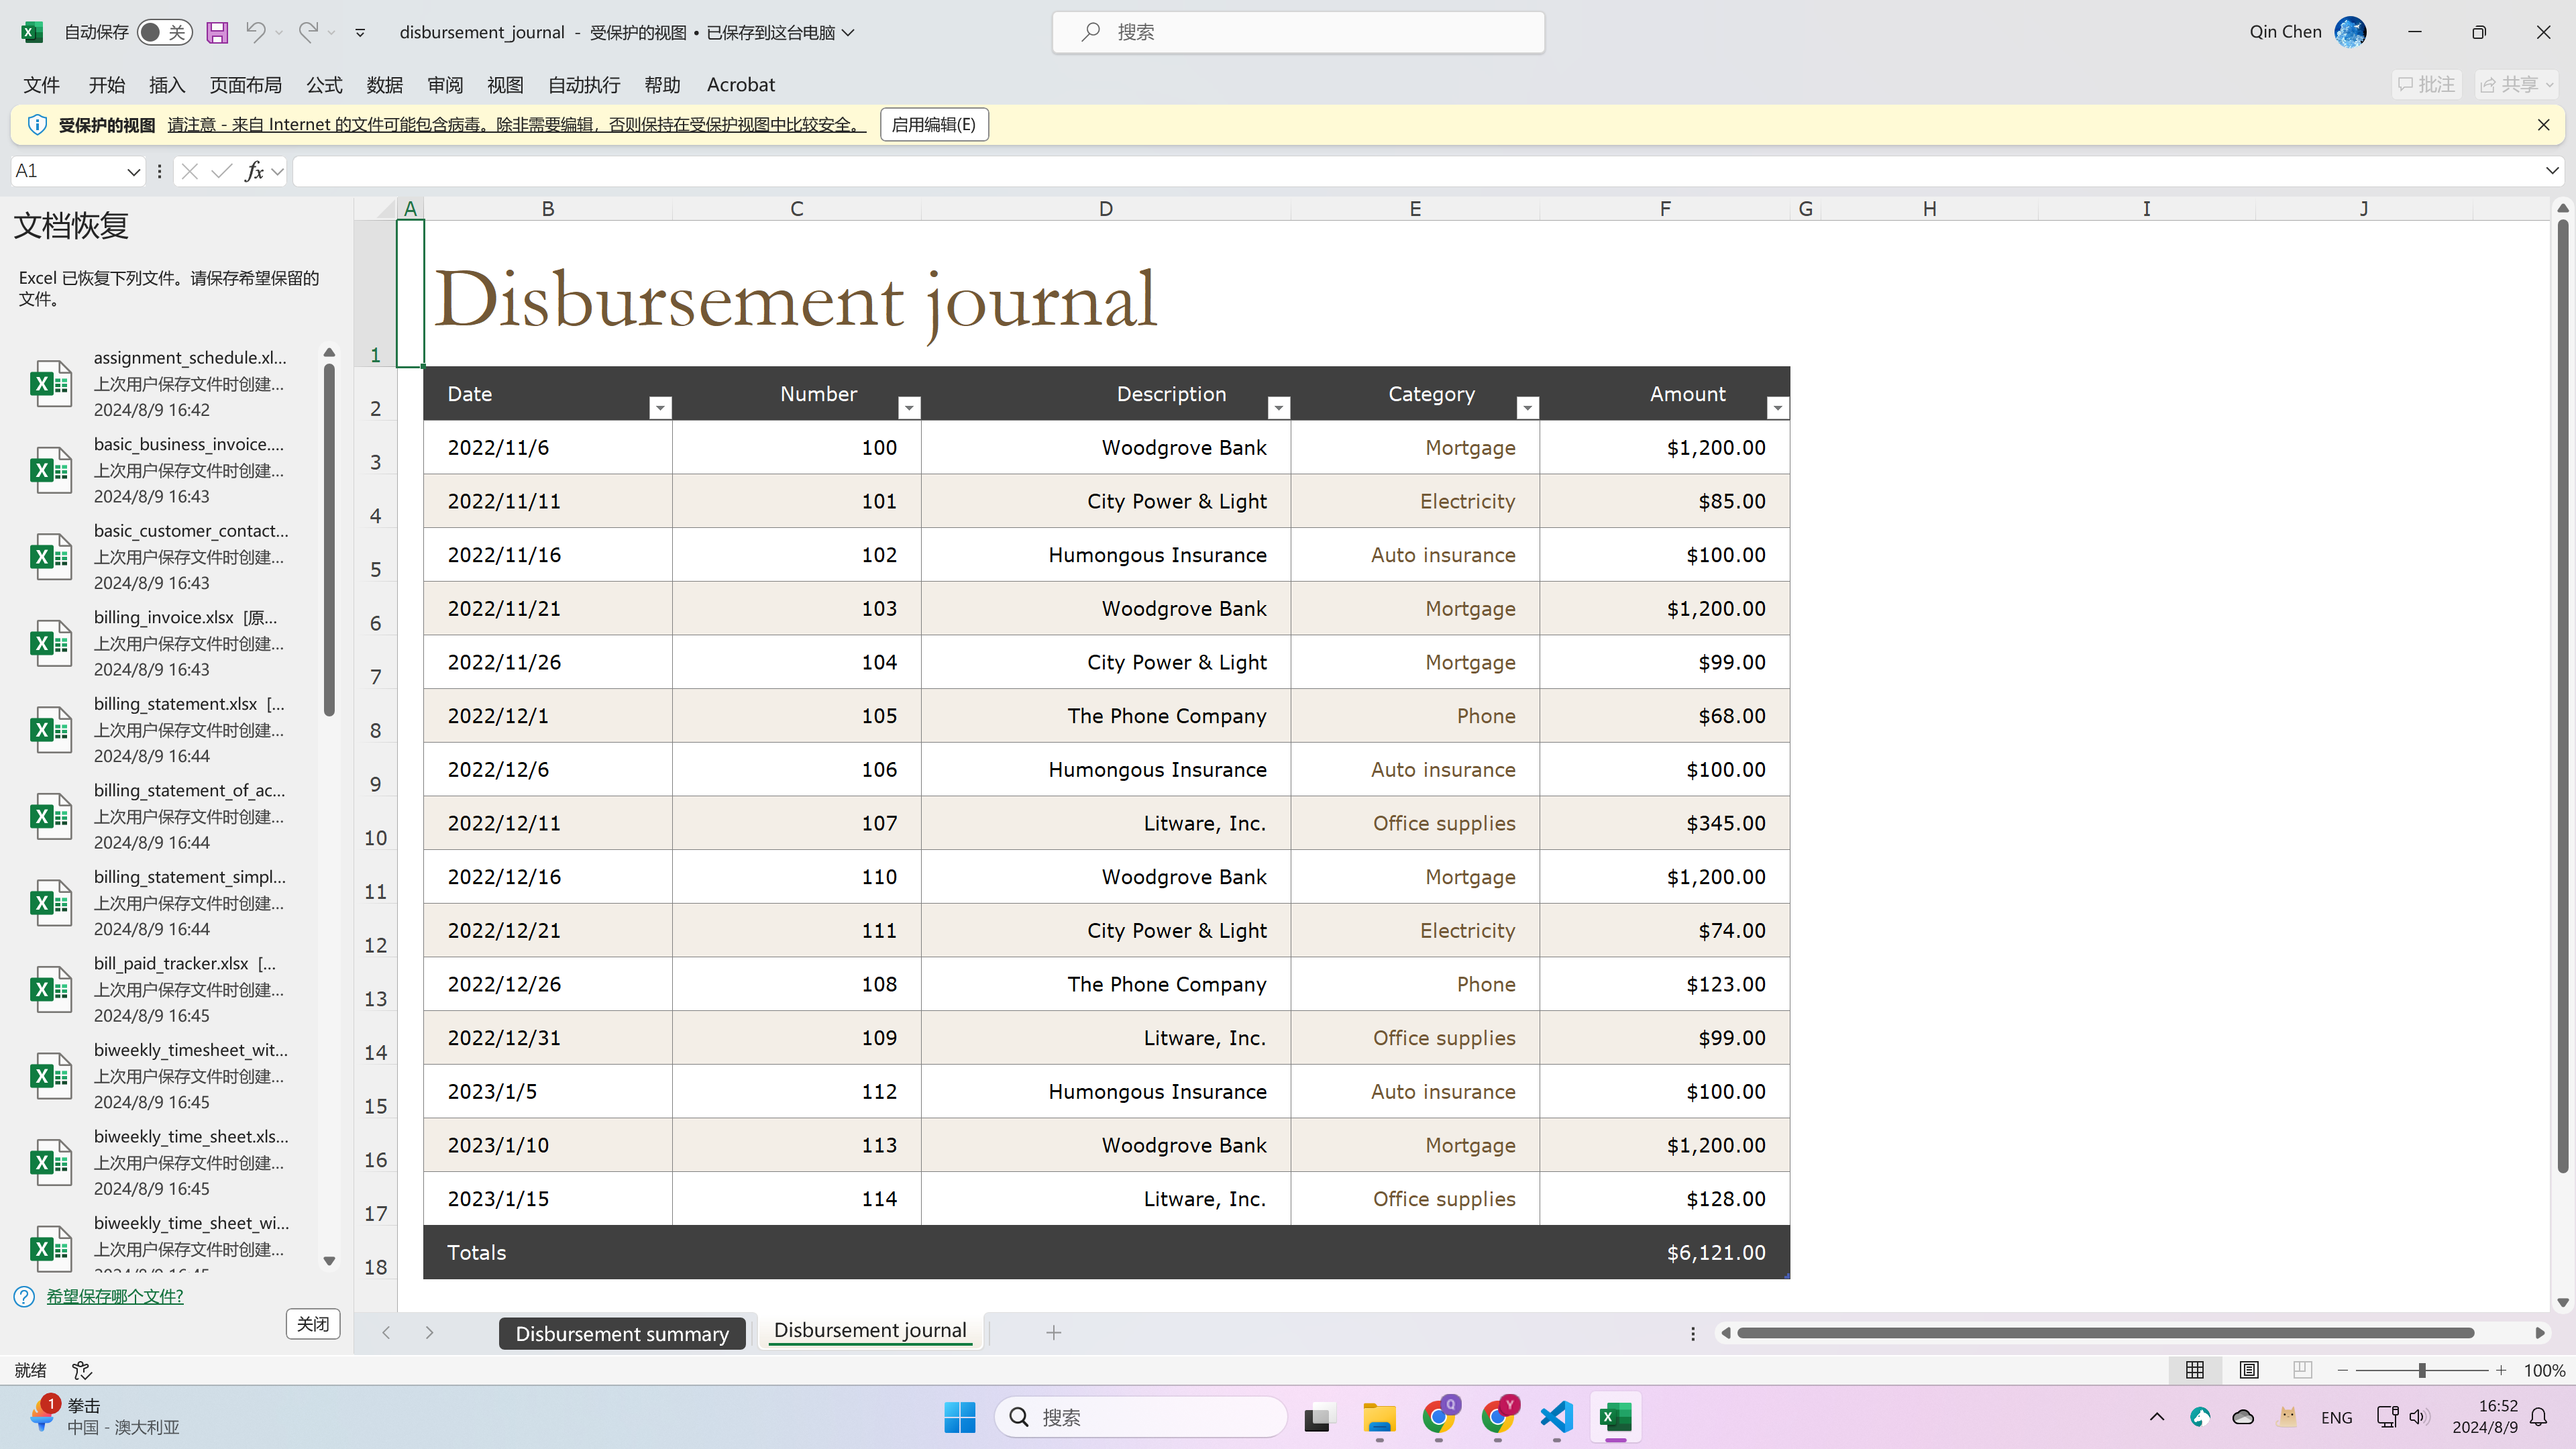 自动保存 关 disbursement_journal - 受保护的视图 • 已保存到这台电脑 搜索 Qin Chen
文件 开始 插入 页面布局 公式 数据 审阅 视图 自动执行 帮助 Acrobat 批注 共享
受保护的视图 请注意 - 来自 Internet 的文件可能包含病毒。除非需要编辑，否则保持在受保护视图中比较安全。 启用编辑(E)
A1 fx
文档恢复
Excel 已恢复下列文件。请保存希望保留的
文件。
assignment_schedule.xl...
上次用户保存文件时创建...
2024/8/9 16:42
basic_business_invoice....
上次用户保存文件时创建...
2024/8/9 16:43
basic_customer_contact...
上次用户保存文件时创建...
2024/8/9 16:43
billing_invoice.xlsx [原...
上次用户保存文件时创建...
2024/8/9 16:43
billing_statement.xlsx [...
上次用户保存文件时创建...
2024/8/9 16:44
billing_statement_of_ac...
上次用户保存文件时创建...
2024/8/9 16:44
billing_statement_simpl...
上次用户保存文件时创建...
2024/8/9 16:44
bill_paid_tracker.xlsx [...
上次用户保存文件时创建...
2024/8/9 16:45
biweekly_timesheet_wit...
上次用户保存文件时创建...
2024/8/9 16:45
biweekly_time_sheet.xls...
上次用户保存文件时创建...
2024/8/9 16:45
biweekly_time_sheet_wi...
上次用户保存文件时创建...
2024/8/9 16:45
希望保存哪个文件?
关闭
A B C D E F G H I J
1 Disbursement journal
2 Date Number Description Category Amount
3 2022/11/6 100 Woodgrove Bank Mortgage $1,200.00
4 2022/11/11 101 City Power & Light Electricity $85.00
5 2022/11/16 102 Humongous Insurance Auto insurance $100.00
6 2022/11/21 103 Woodgrove Bank Mortgage $1,200.00
7 2022/11/26 104 City Power & Light Mortgage $99.00
8 2022/12/1 105 The Phone Company Phone $68.00
9 2022/12/6 106 Humongous Insurance Auto insurance $100.00
10 2022/12/11 107 Litware, Inc. Office supplies $345.00
11 2022/12/16 110 Woodgrove Bank Mortgage $1,200.00
12 2022/12/21 111 City Power & Light Electricity $74.00
13 2022/12/26 108 The Phone Company Phone $123.00
14 2022/12/31 109 Litware, Inc. Office supplies $99.00
15 2023/1/5 112 Humongous Insurance Auto insurance $100.00
16 2023/1/10 113 Woodgrove Bank Mortgage $1,200.00
17 2023/1/15 114 Litware, Inc. Office supplies $128.00
18 Totals $6,121.00
Disbursement summary Disbursement journal
就绪 100%
1 拳击
中国 - 澳大利亚
搜索
Q Y
ENG
16:52
2024/8/9